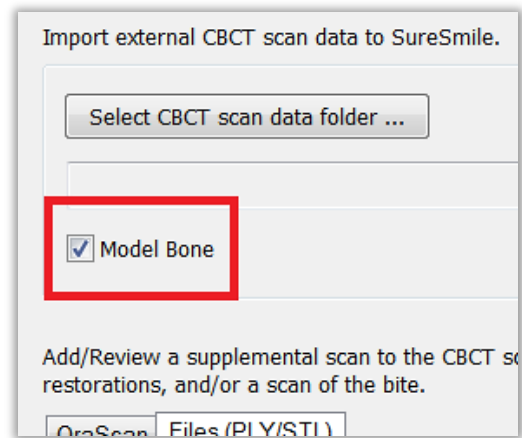 Import external CBCT scan data to SureSmile.
Select CBCT scan data folder ...
Model Bone
Add/Review a supplemental scan to the CBCT
restorations, and/or a scan of the bite.
OraScan Files (PLY/STL)